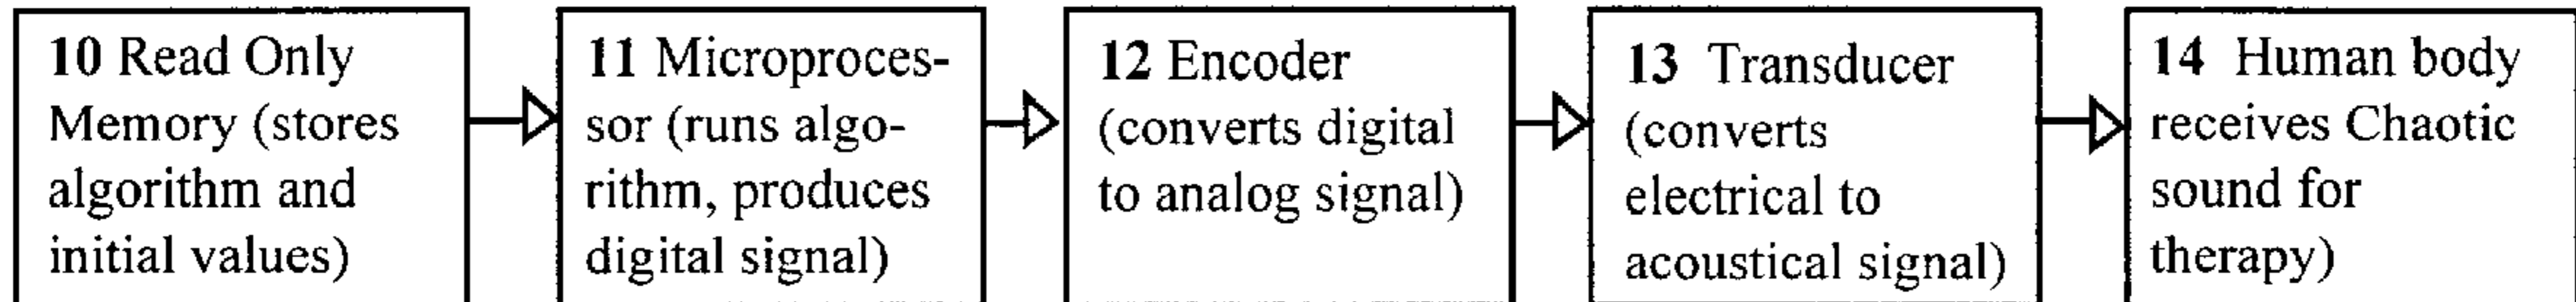 10 Read Only
Memory (stores
algorithm and
initial values)
11 Microproces-
sor (runs algo-
rithm, produces
digital signal)
12 Encoder
(converts digital
to analog signal)
13 Transducer
(converts
electrical to
acoustical signal)
14 Human body
receives Chaotic
sound for
therapy)